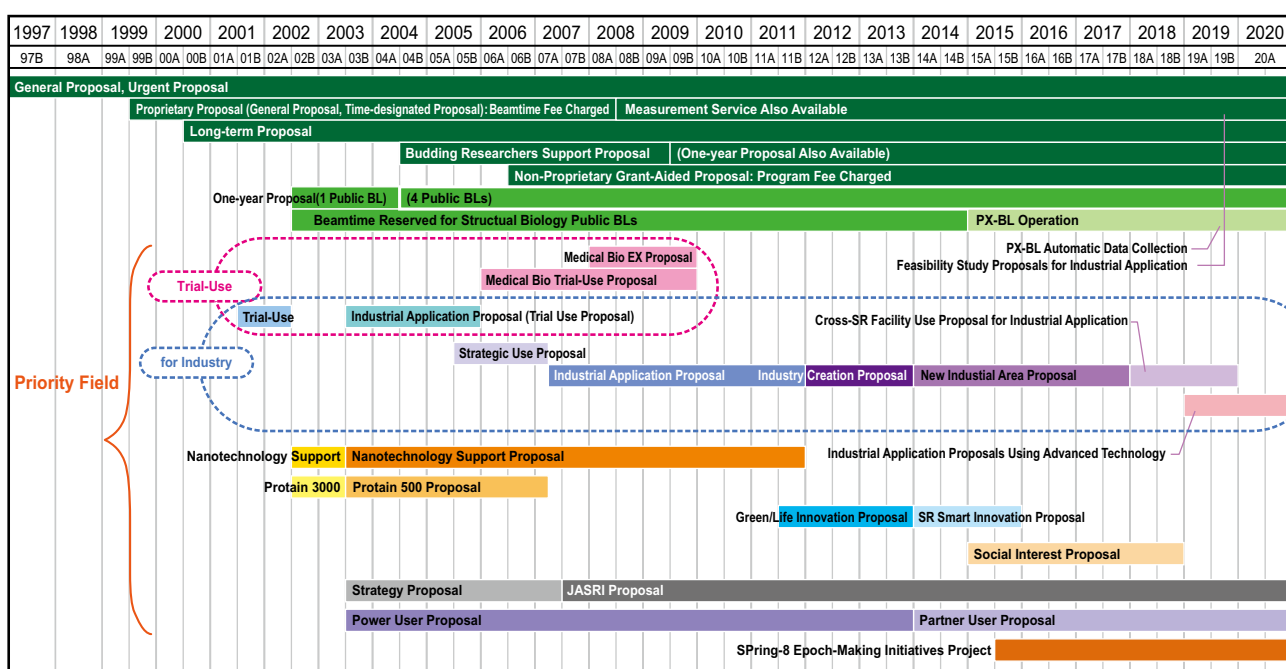 1997 1998 1999 2000 2001 2002 2003 2004 2005 2006 2007 2008 2009 2010 2011 2012 2013 2014 2015 2016 2017 2018 2019 2020
97B 98A 99A 99B 00A 00B 01A 01B 02A 02B 03A 03B 04A 04B 05A 05B 06A 06B 07A 07B 08A 08B 09A 09B 10A 10B 11A 11B 12A 12B 13A 13B 14A 14B 15A 15B 16A 16B 17A 17B 18A 18B 19A 19B 20A
General Proposal, Urgent Proposal
Proprietary Proposal (General Proposal, Time-designated Proposal): Beamtime Fee Charged Measurement Service Also Available
Long-term Proposal
Budding Researchers Support Proposal (One-year Proposal Also Available)
Non-Proprietary Grant-Aided Proposal: Program Fee Charged
One-year Proposal(1 Public BL) (4 Public BLs)
Beamtime Reserved for Structual Biology Public BLs PX-BL Operation
PX-BL Automatic Data Collection
Medical Bio EX Proposal
Feasibility Study Proposals for Industrial Application
Trial-Use
Medical Bio Trial-Use Proposal
Trial-Use Industrial Application Proposal (Trial Use Proposal)
Cross-SR Facility Use Proposal for Industrial Application
for Industry
Strategic Use Proposal
Priority Field
Industrial Application Proposal Industry Creation Proposal New Industial Area Proposal
Industrial Application Proposals Using Advanced Technology
Nanotechnology Support Nanotechnology Support Proposal
Protain 3000 Protain 500 Proposal
Green/Life Innovation Proposal SR Smart Innovation Proposal
Social Interest Proposal
Strategy Proposal JASRI Proposal
Power User Proposal Partner User Proposal
SPring-8 Epoch-Making Initiatives Project